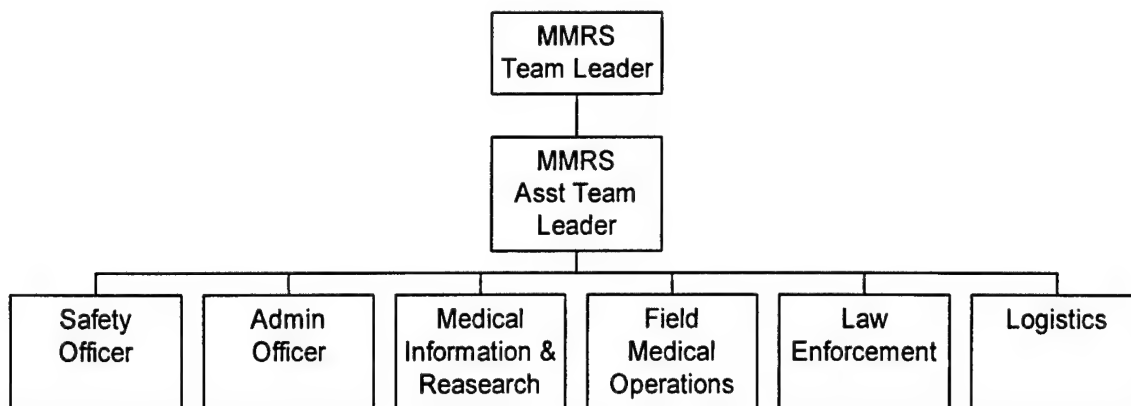 MMRS
Team Leader
MMRS
Asst Team
Leader
Safety
Officer
Admin
Officer
Medical
Information &
Reasearch
Field
Medical
Operations
Law
Enforcement
Logistics